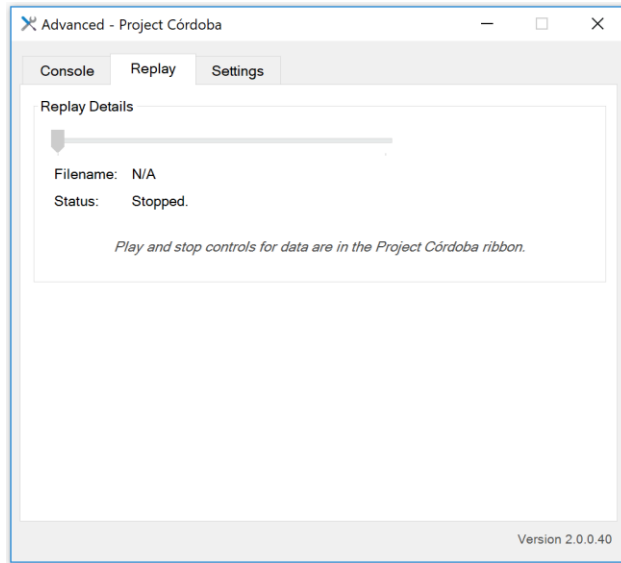 Advanced - Project Córdoba
Console Replay Settings
Replay Details
Filename: N/A
Status: Stopped.
Play and stop controls for data are in the Project Córdoba ribbon.
Version 2.0.0.40